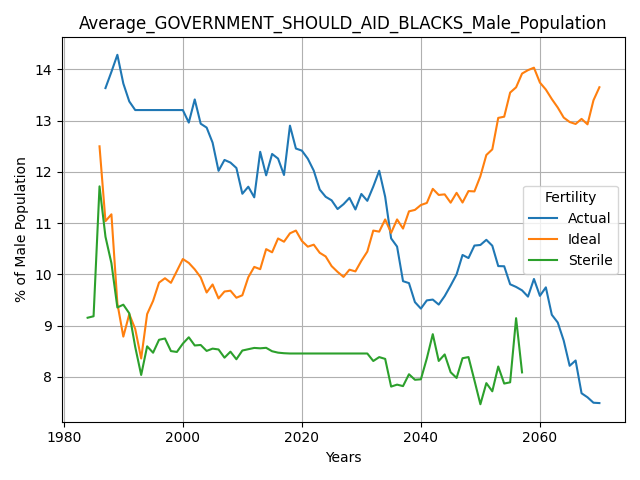 Average_GOVERNMENT_SHOULD_AID_BLACKS_Male_Population
% of Male Population
14
13
12
11
10
9
8
Fertility
Actual
Ideal
Sterile
1980 2000 2020 2040 2060
Years